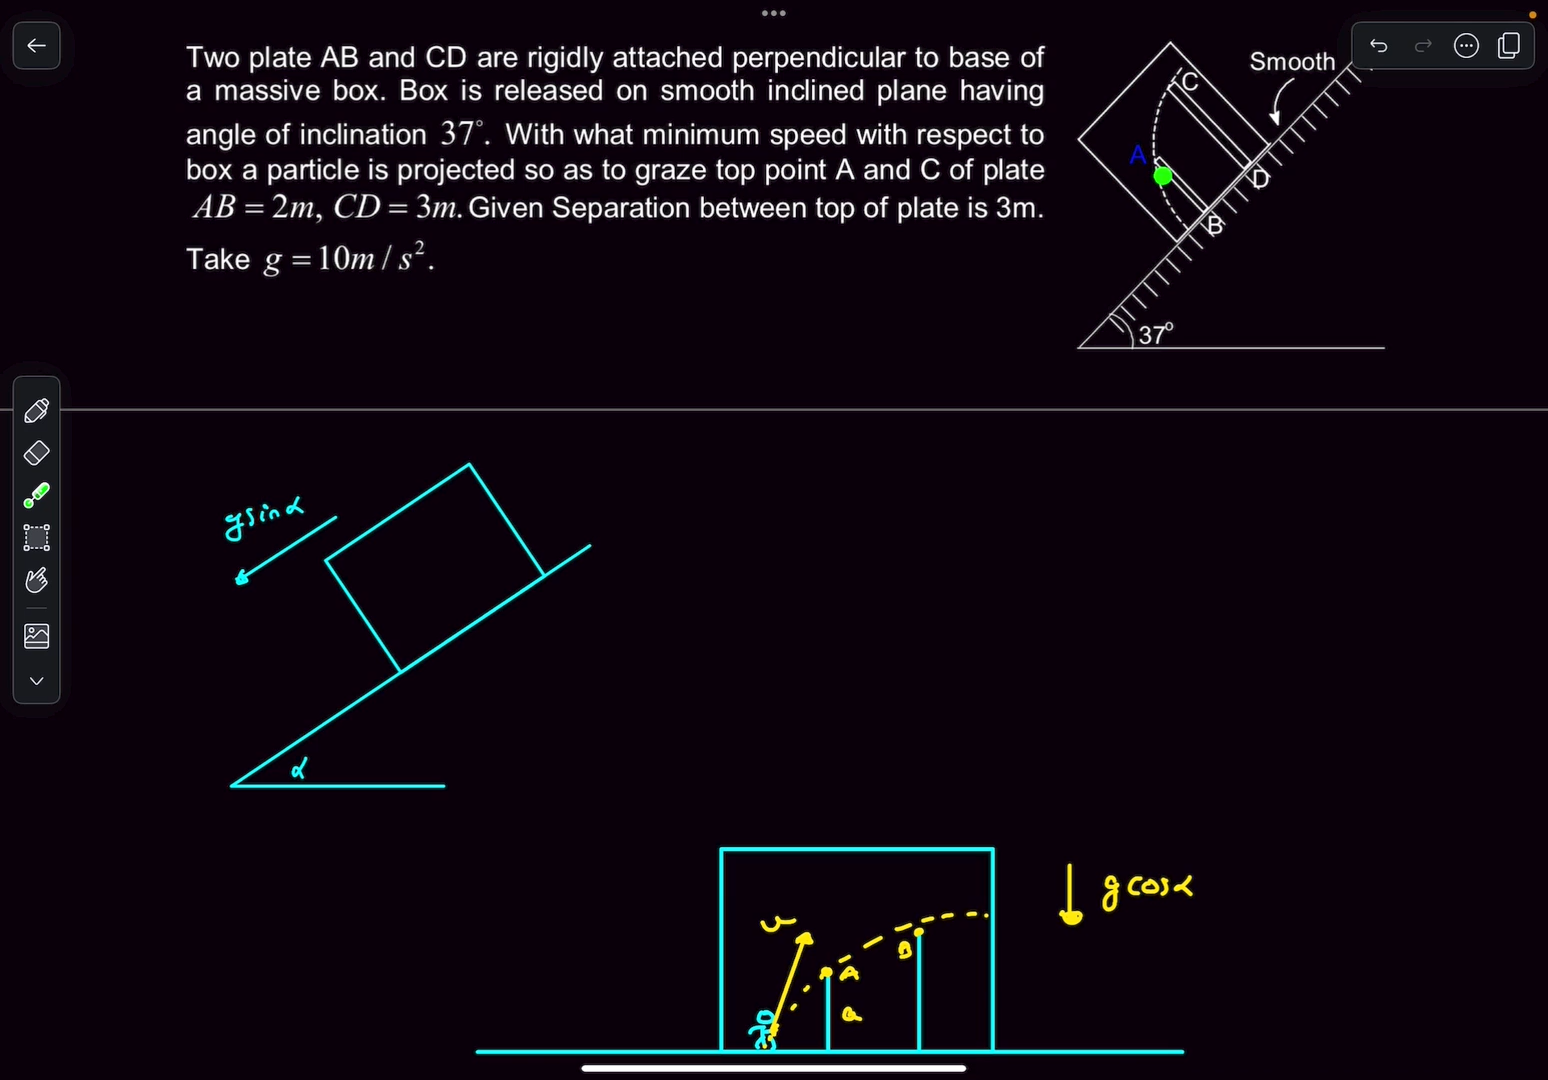 Two plate AB and CD are rigidly attached perpendicular to base of
a massive box. Box is released on smooth inclined plane having
angle of inclination 37°. With what minimum speed with respect to
box a particle is projected so as to graze top point A and C of plate
AB = 2m, CD = 3m. Given Separation between top of plate is 3m.
Take g = 10m / s².
Smooth
C
A
D
B
37°
g sin α
α
g cos α
u
A
B
a